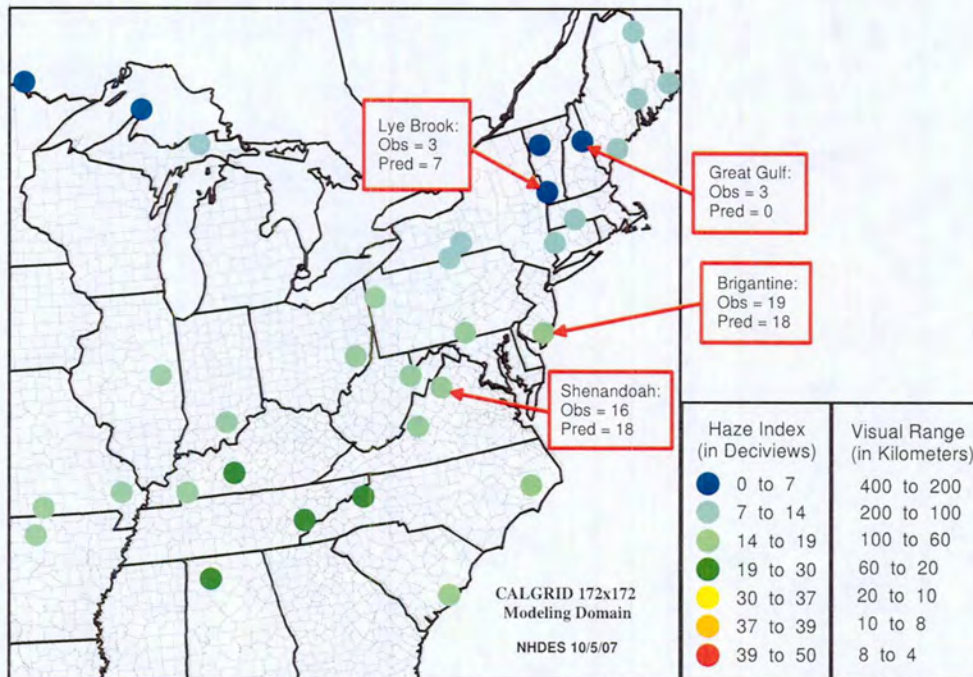 Lye Brook:
Obs = 3
Pred = 7
Great Gulf:
Obs = 3
Pred = 0
Brigantine:
Obs = 19
Pred = 18
Shenandoah:
Obs = 16
Pred = 18
CALGRID 172x172
Modeling Domain
NHDES 10/5/07
Haze Index
(in Deciviews)
0 to 7
7 to 14
14 to 19
19 to 30
30 to 37
37 to 39
39 to 50
Visual Range
(in Kilometers)
400 to 200
200 to 100
100 to 60
60 to 20
20 to 10
10 to 8
8 to 4